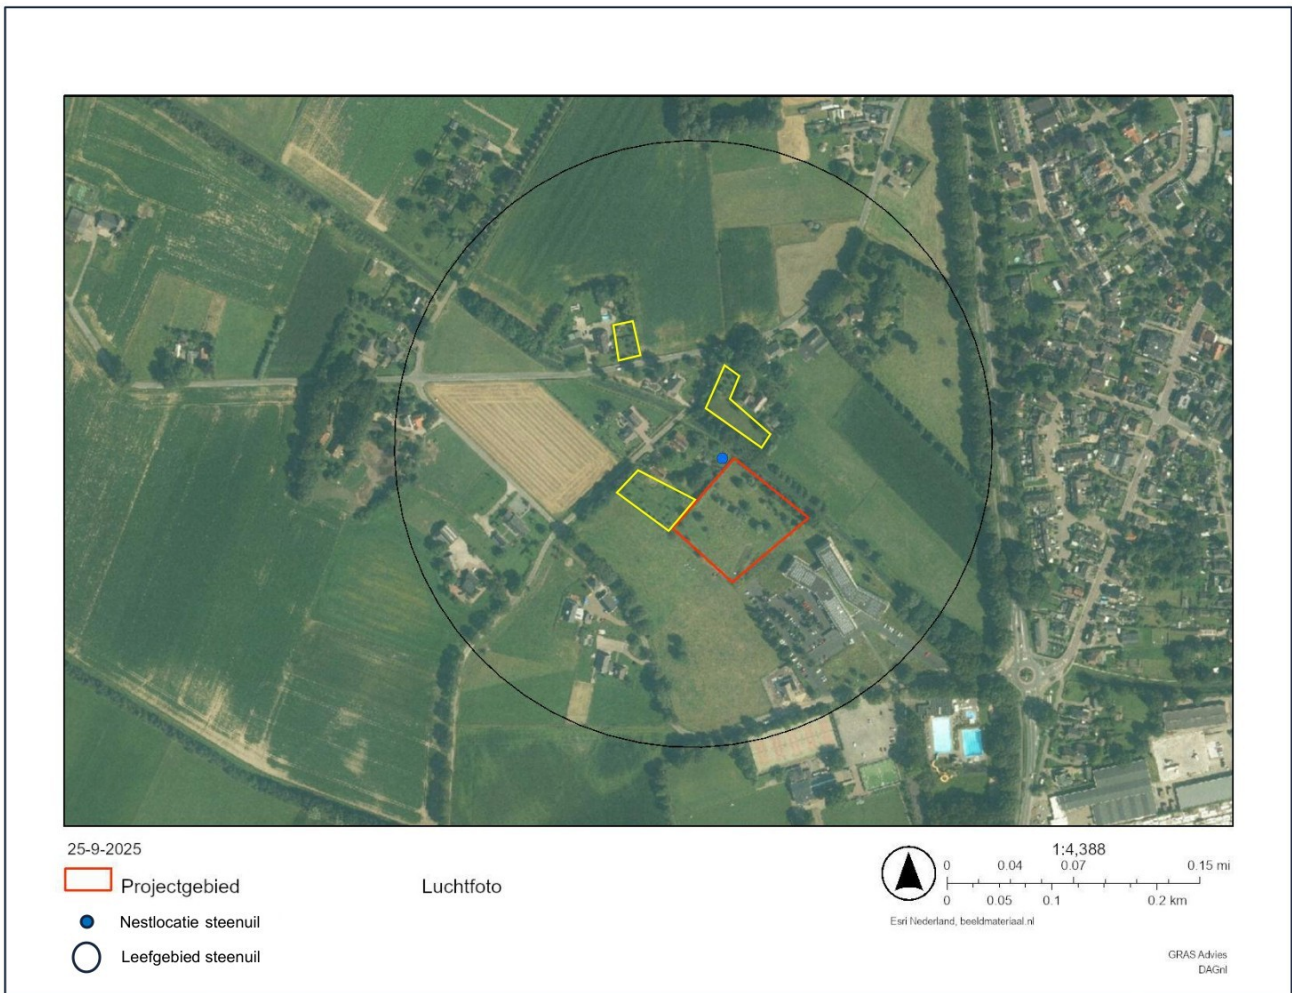 25-9-2025
Projectgebied
Luchtfoto
Nestlocatie steenuil
Leefgebied steenuil
1:4,388
0 0.04 0.07 0.15 mi
0 0.05 0.1 0.2 km
Esri Nederland, beeldmateriaal.nl
GRAS Advies
DAGnl